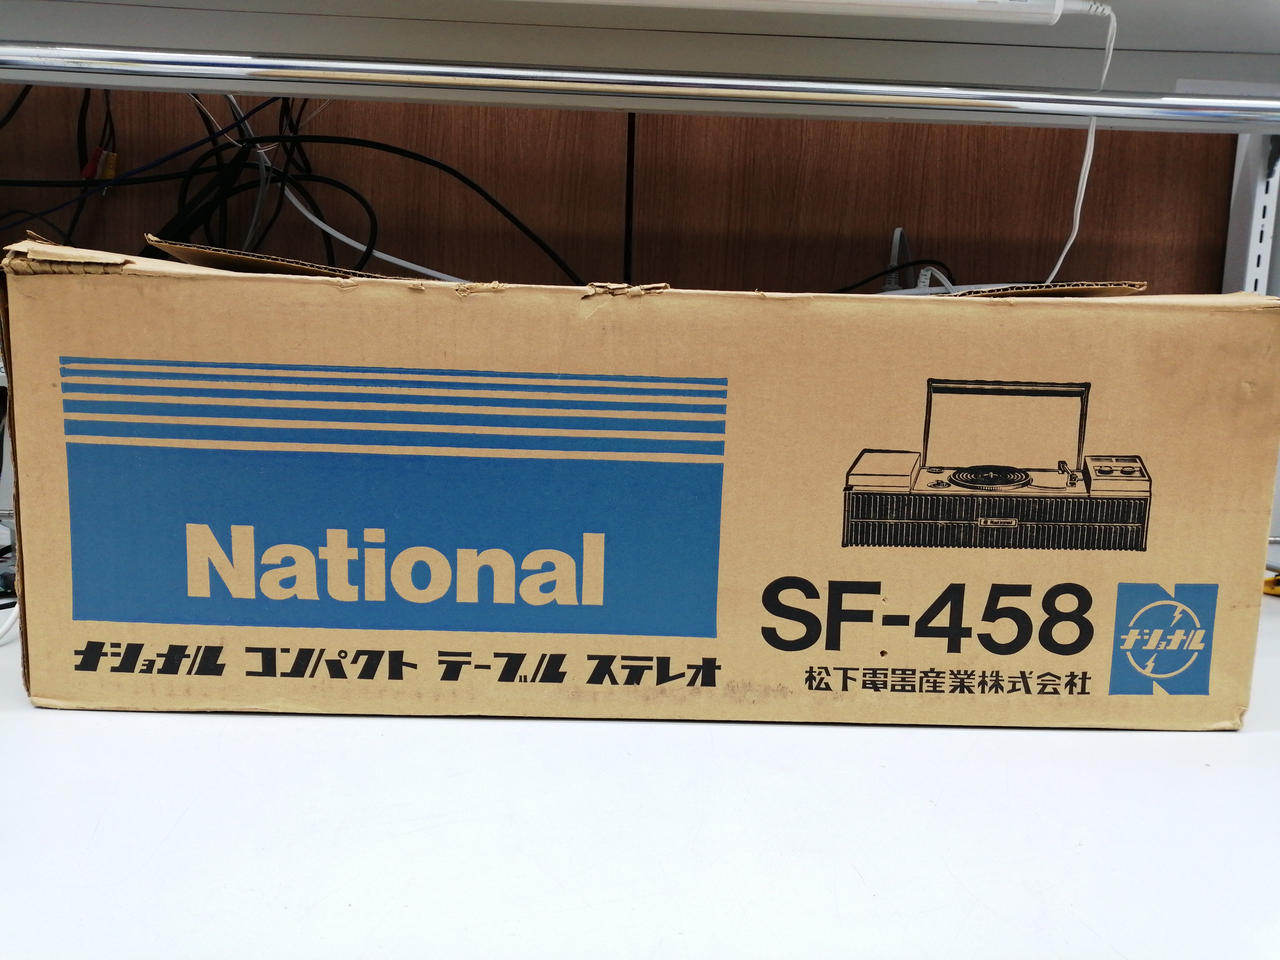 National
ナショナル コンパクト テーブル ステレオ
National
SF-458
松下電器産業株式会社
ナショナル